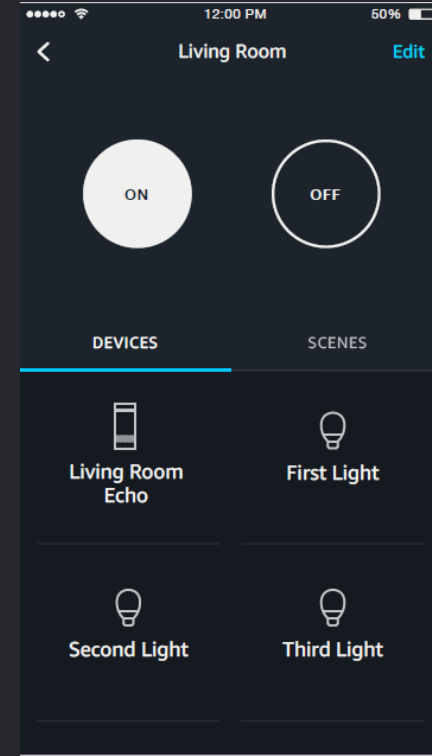 12:00 PM 50%
Living Room Edit
ON OFF
DEVICES SCENES
Living Room
Echo
First Light
Second Light Third Light